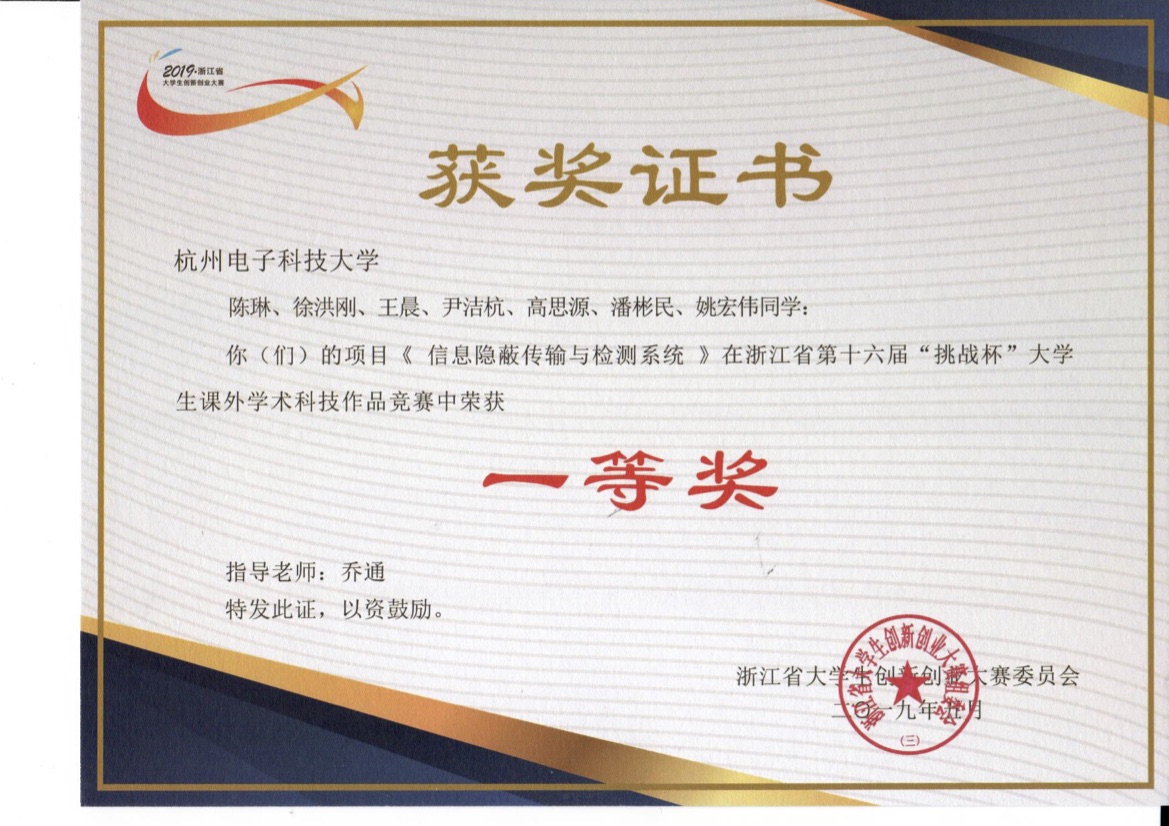 2019·浙江省
大学生创新创业大赛
获奖证书
杭州电子科技大学
陈琳、徐洪刚、王晨、尹洁杭、高思源、潘彬民、姚宏伟同学：
你（们）的项目《 信息隐蔽传输与检测系统 》在浙江省第十六届“挑战杯”大学
生课外学术科技作品竞赛中荣获
一等奖
指导老师：乔通
特发此证，以资鼓励。
浙江省大学生创新创业大赛委员会
二〇一九年五月
浙江省大学生创新创业大赛组委会
(三)